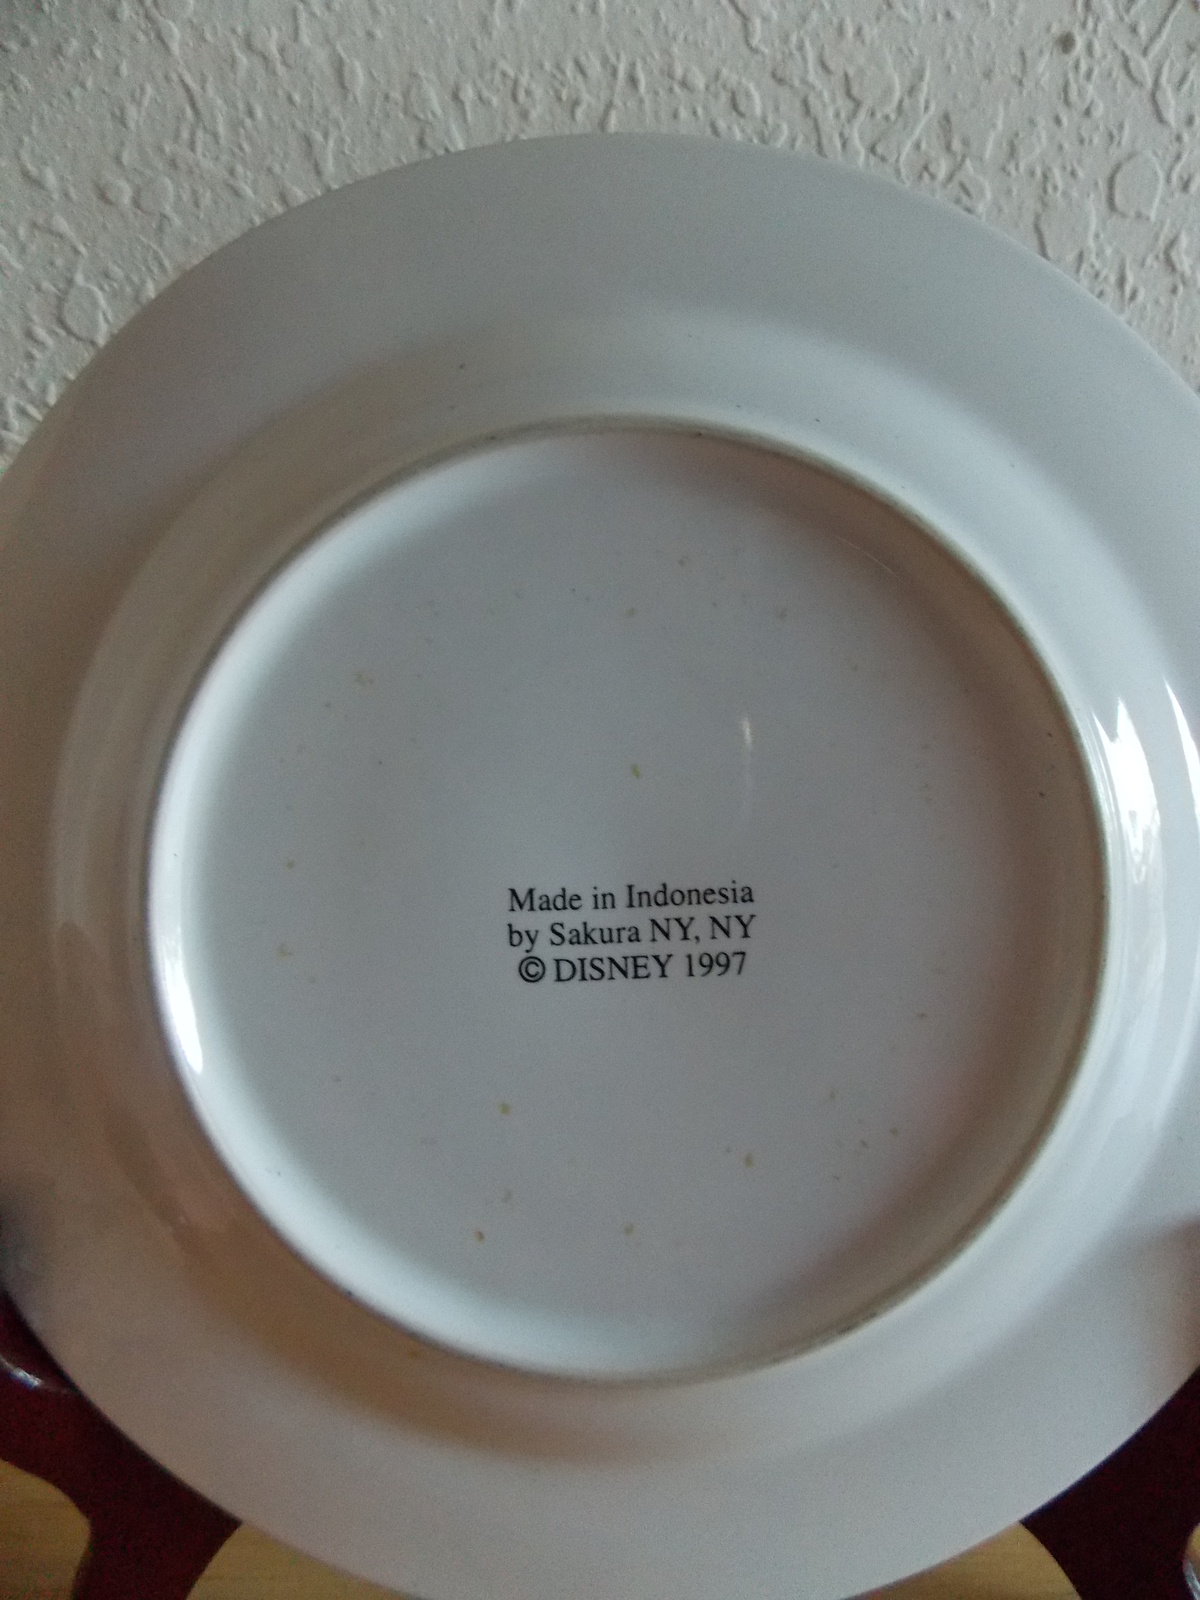 Made in Indonesia
by Sakura NY, NY
© DISNEY 1997